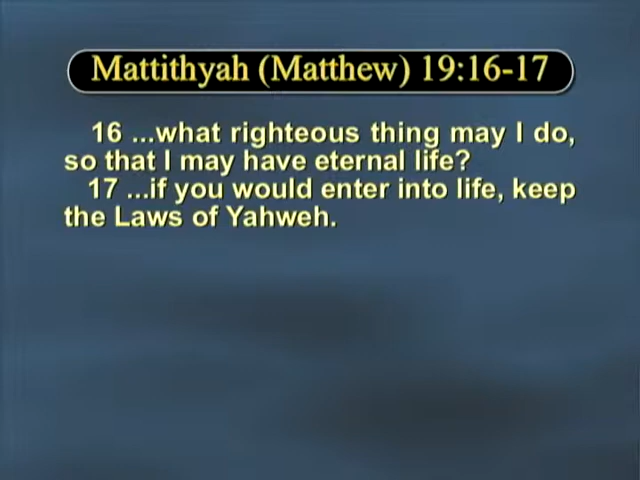 Mattithyah (Matthew) 19:16-17
16 ...what righteous thing may I do,
so that I may have eternal life?
17 ...if you would enter into life, keep
the Laws of Yahweh.